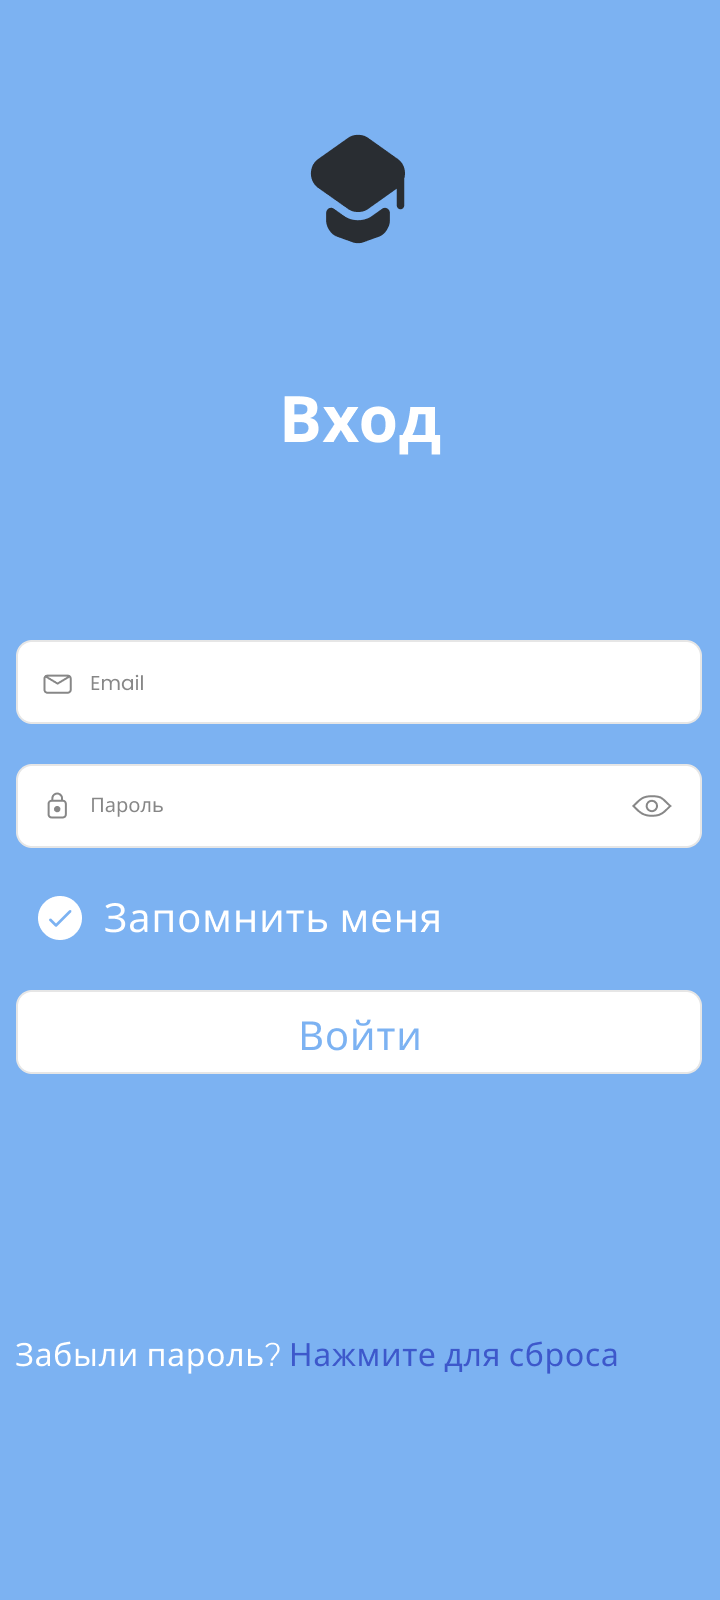 Вход
Email
Пароль
Запомнить меня
Войти
Забыли пароль? Нажмите для сброса